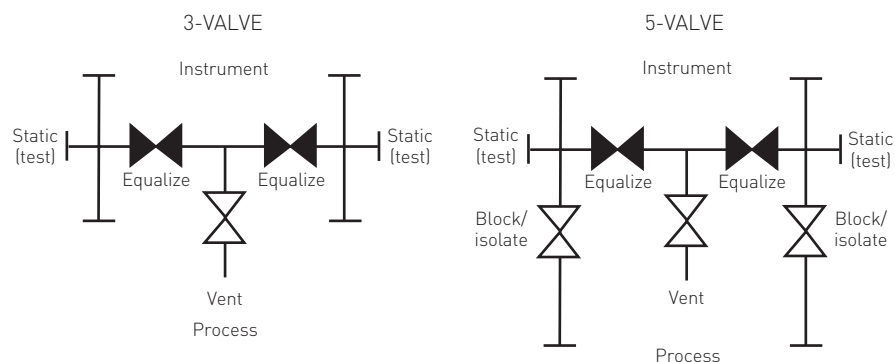 3-VALVE
Instrument
Static
(test)
Static
(test)
Equalize
Equalize
Vent
Process
5-VALVE
Instrument
Static
(test)
Static
(test)
Equalize
Equalize
Block/
isolate
Block/
isolate
Vent
Process